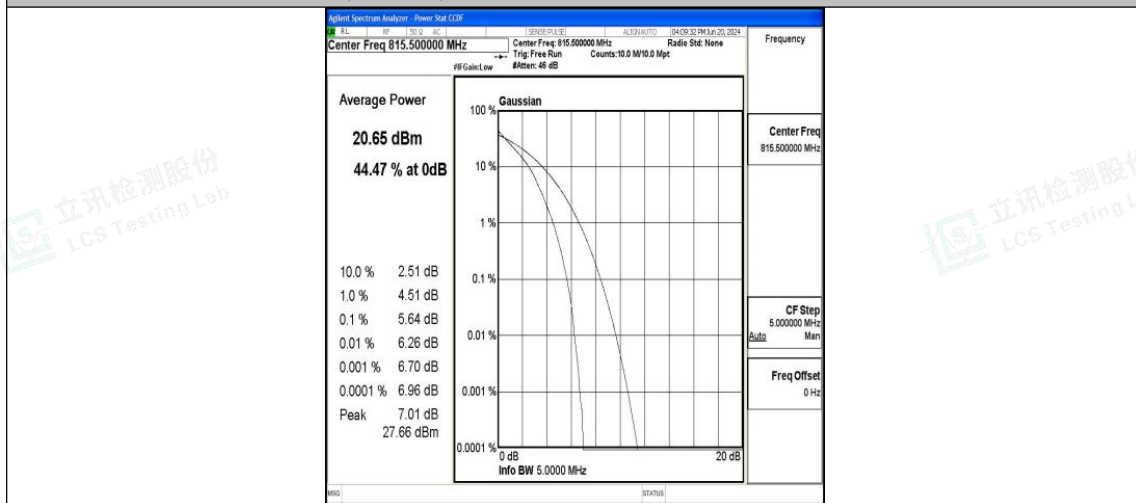 Agilent Spectrum Analyzer - Power Stat CCDF
RL RF 50 Ω AC SENSE:PULSE ALIGN AUTO 04:09:32 PM Jun 20, 2024
Center Freq 815.500000 MHz
Center Freq: 815.500000 MHz Radio Std: None
Trig: Free Run Counts:10.0 M/10.0 Mpt
#IFGain:Low #Atten: 46 dB
Frequency
Average Power
20.65 dBm
44.47 % at 0dB
10.0 % 2.51 dB
1.0 % 4.51 dB
0.1 % 5.64 dB
0.01 % 6.26 dB
0.001 % 6.70 dB
0.0001 % 6.96 dB
Peak 7.01 dB
27.66 dBm
Gaussian
100 %
10 %
1 %
0.1 %
0.01 %
0.001 %
0.0001 %
0 dB 20 dB
Info BW 5.0000 MHz
Center Freq
815.500000 MHz
CF Step
5.000000 MHz
Auto Man
Freq Offset
0 Hz
MSG STATUS
立讯检测股份
LCS Testing Lab
立讯检测股份
LCS Testing L